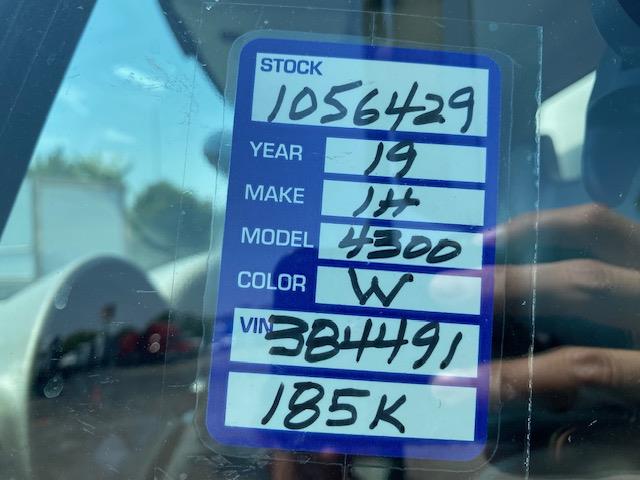 STOCK
1056429
YEAR 19
MAKE IH
MODEL 4300
COLOR W
VIN 384491
185K